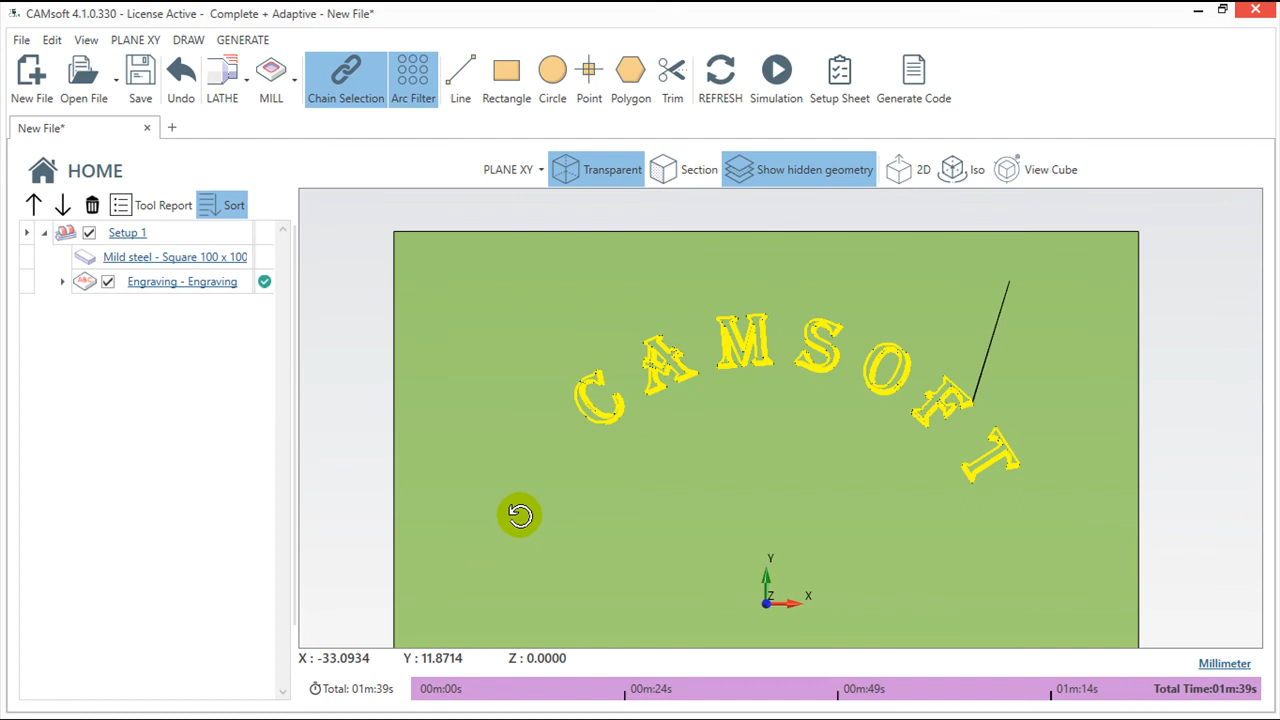 CAMsoft 4.1.0.330 - License Active - Complete + Adaptive - New File*
File Edit View PLANE XY DRAW GENERATE
New File Open File Save Undo LATHE MILL Chain Selection Arc Filter Line Rectangle Circle Point Polygon Trim REFRESH Simulation Setup Sheet Generate Code
New File*
HOME
PLANE XY Transparent Section Show hidden geometry 2D Iso View Cube
Tool Report Sort
Setup 1
Mild steel - Square 100 x 100
Engraving - Engraving
CAMSOFT
Y
Z
X
X : -33.0934 Y : 11.8714 Z : 0.0000
Millimeter
Total: 01m:39s 00m:00s 00m:24s 00m:49s 01m:14s Total Time:01m:39s